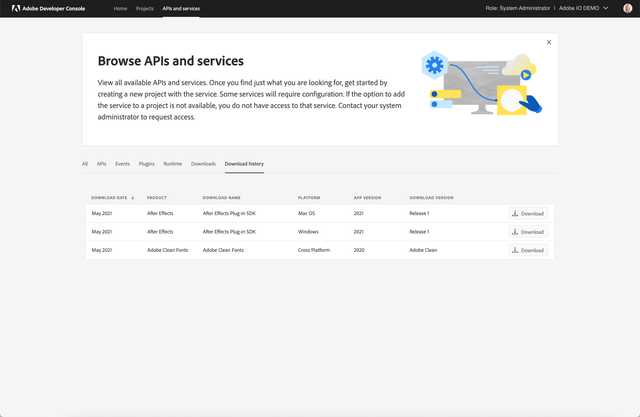 Adobe Developer Console Home Projects APIs and services Role: System Administrator | Adobe IO DEMO
Browse APIs and services
View all available APIs and services. Once you find just what you are looking for, get started by
creating a new project with the service. Some services will require configuration. If the option to add
the service to a project is not available, you do not have access to that service. Contact your system
administrator to request access.
All APIs Events Plugins Runtime Downloads Download history
DOWNLOAD DATE PRODUCT DOWNLOAD NAME PLATFORM APP VERSION DOWNLOAD VERSION
May 2021 After Effects After Effects Plug-in SDK Mac OS 2021 Release 1 Download
May 2021 After Effects After Effects Plug-in SDK Windows 2021 Release 1 Download
May 2021 Adobe Clean Fonts Adobe Clean Fonts Cross Platform 2020 Adobe Clean Download